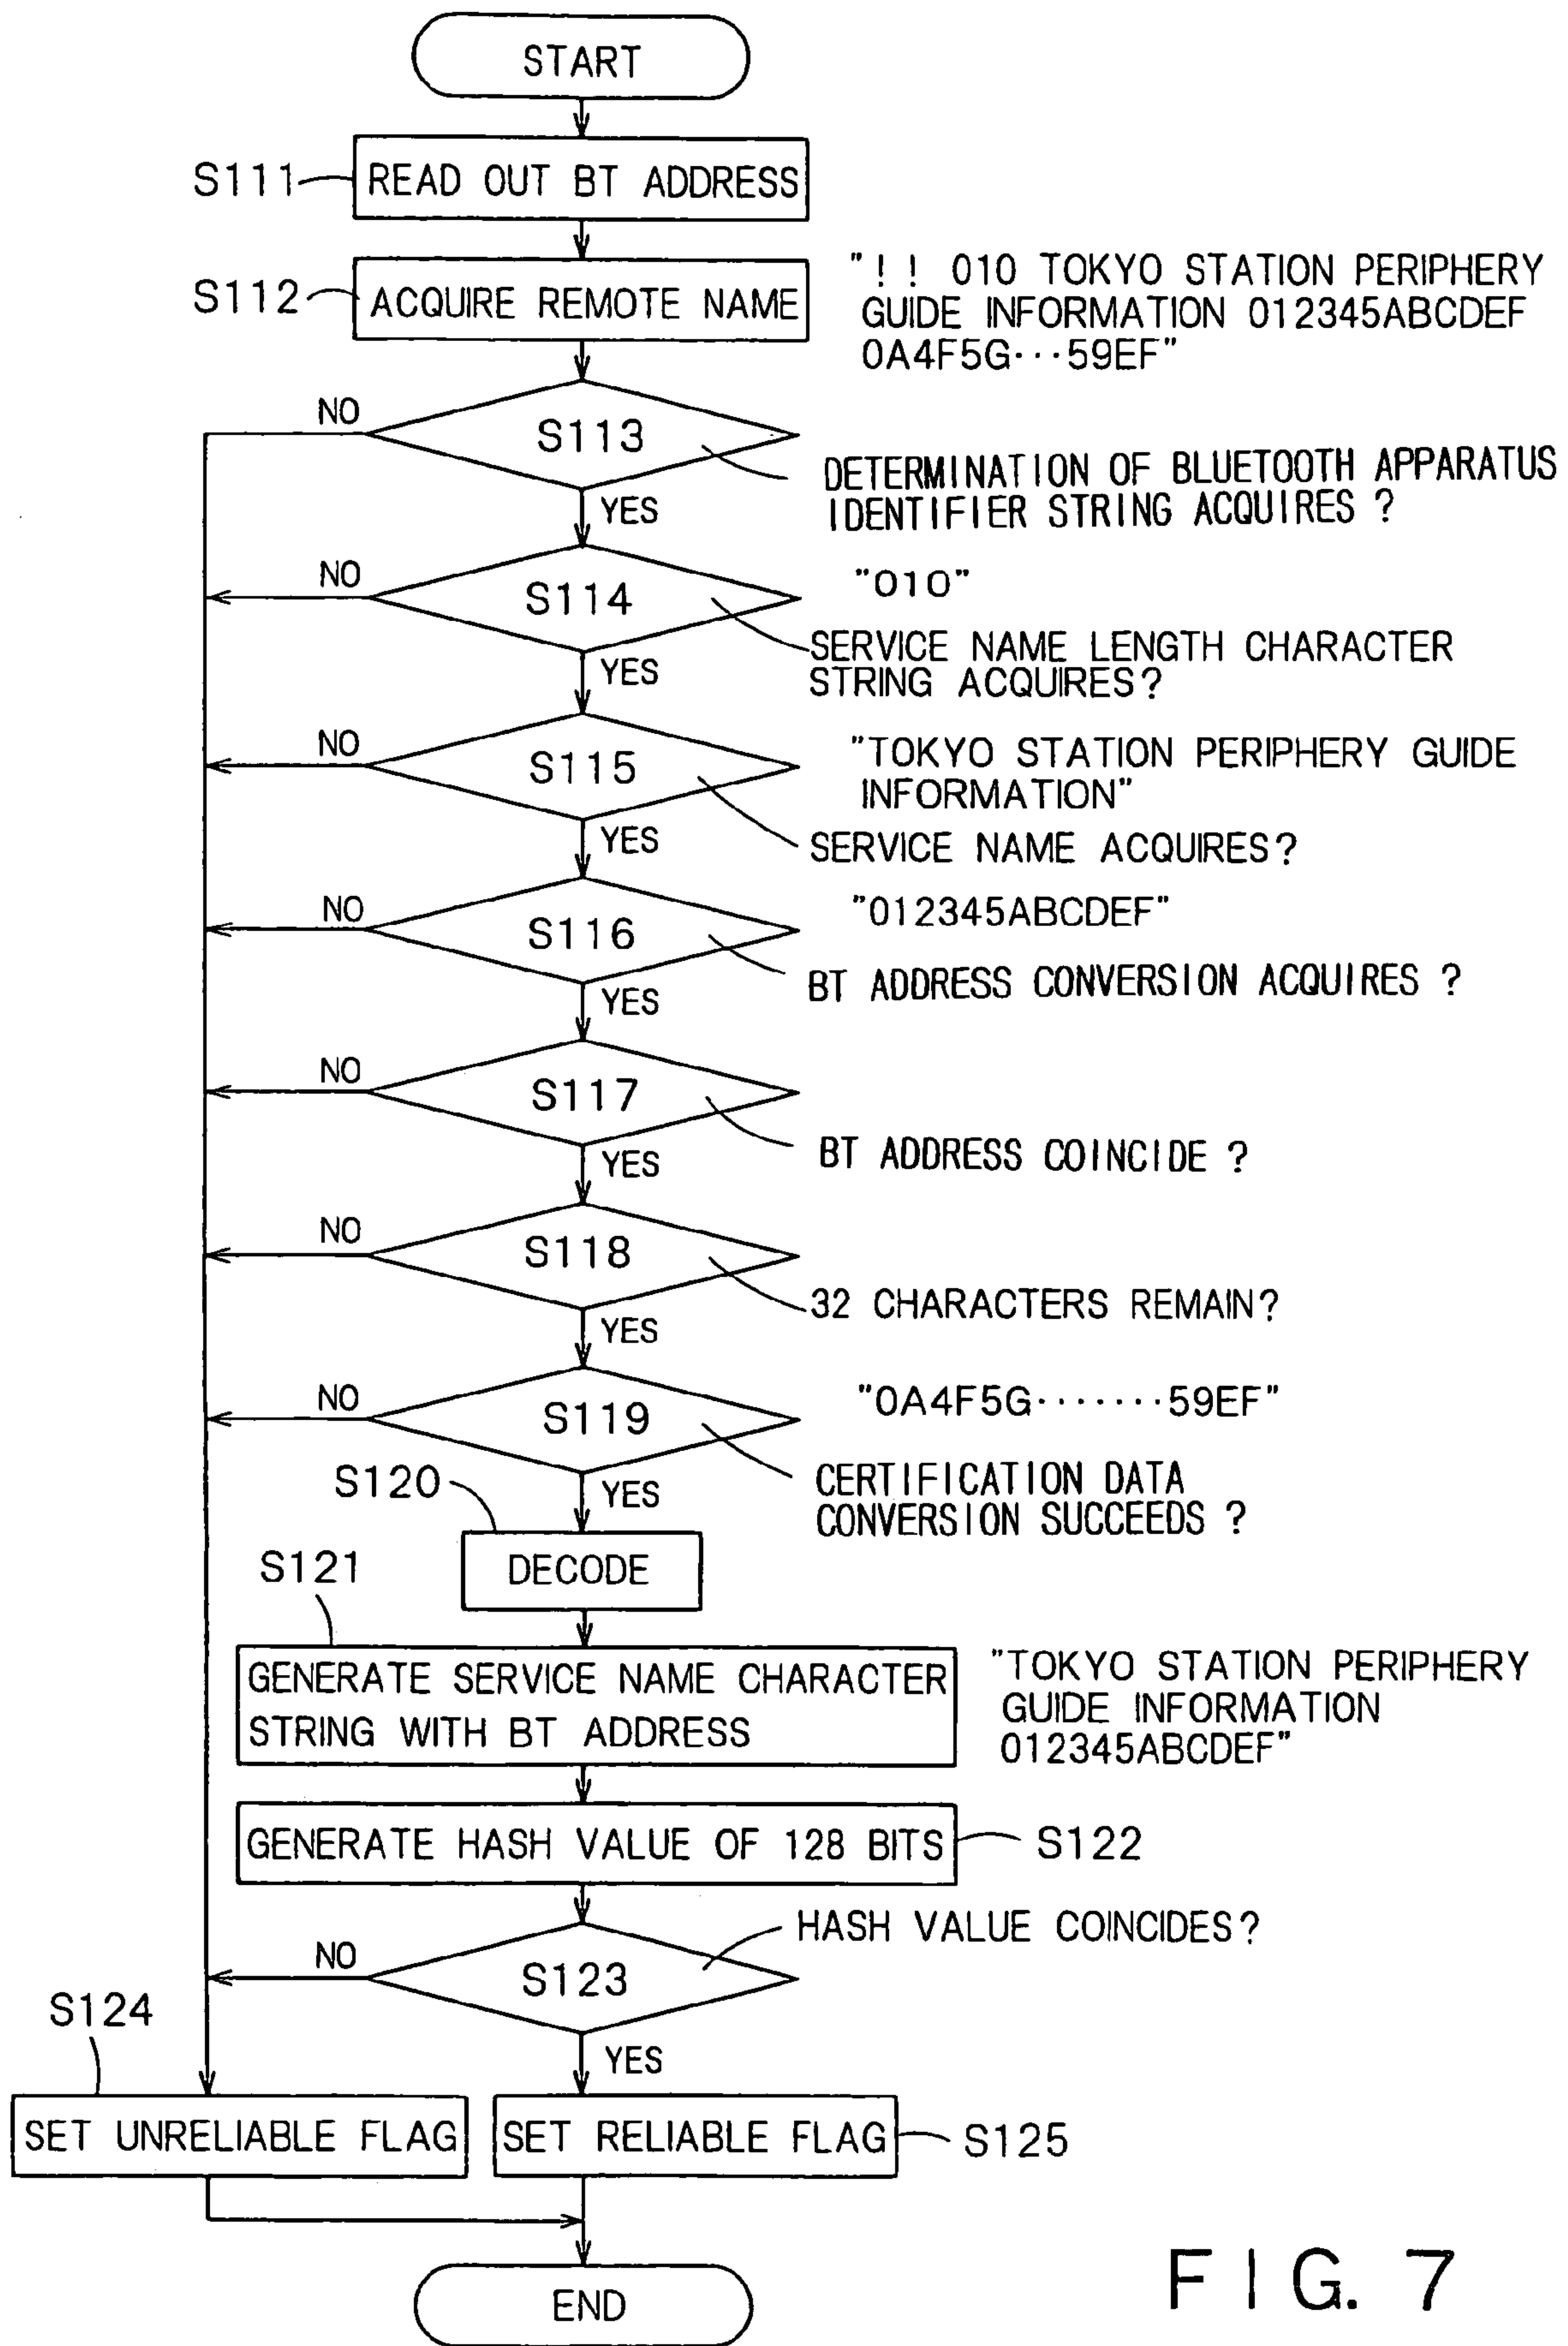 START
S111
READ OUT BT ADDRESS
S112
ACQUIRE REMOTE NAME
"! ! 010 TOKYO STATION PERIPHERY
GUIDE INFORMATION 012345ABCDEF
0A4F5G···59EF"
NO
S113
DETERMINATION OF BLUETOOTH APPARATUS
IDENTIFIER STRING ACQUIRES ?
YES
NO
S114
"010"
SERVICE NAME LENGTH CHARACTER
STRING ACQUIRES?
YES
NO
S115
"TOKYO STATION PERIPHERY GUIDE
INFORMATION"
SERVICE NAME ACQUIRES?
YES
NO
S116
"012345ABCDEF"
BT ADDRESS CONVERSION ACQUIRES ?
YES
NO
S117
BT ADDRESS COINCIDE ?
YES
NO
S118
32 CHARACTERS REMAIN?
YES
NO
S119
"0A4F5G·······59EF"
CERTIFICATION DATA
CONVERSION SUCCEEDS ?
YES
S120
DECODE
S121
GENERATE SERVICE NAME CHARACTER
STRING WITH BT ADDRESS
"TOKYO STATION PERIPHERY
GUIDE INFORMATION
012345ABCDEF"
GENERATE HASH VALUE OF 128 BITS
S122
HASH VALUE COINCIDES?
NO
S123
YES
S124
SET UNRELIABLE FLAG
SET RELIABLE FLAG
S125
END
FIG. 7